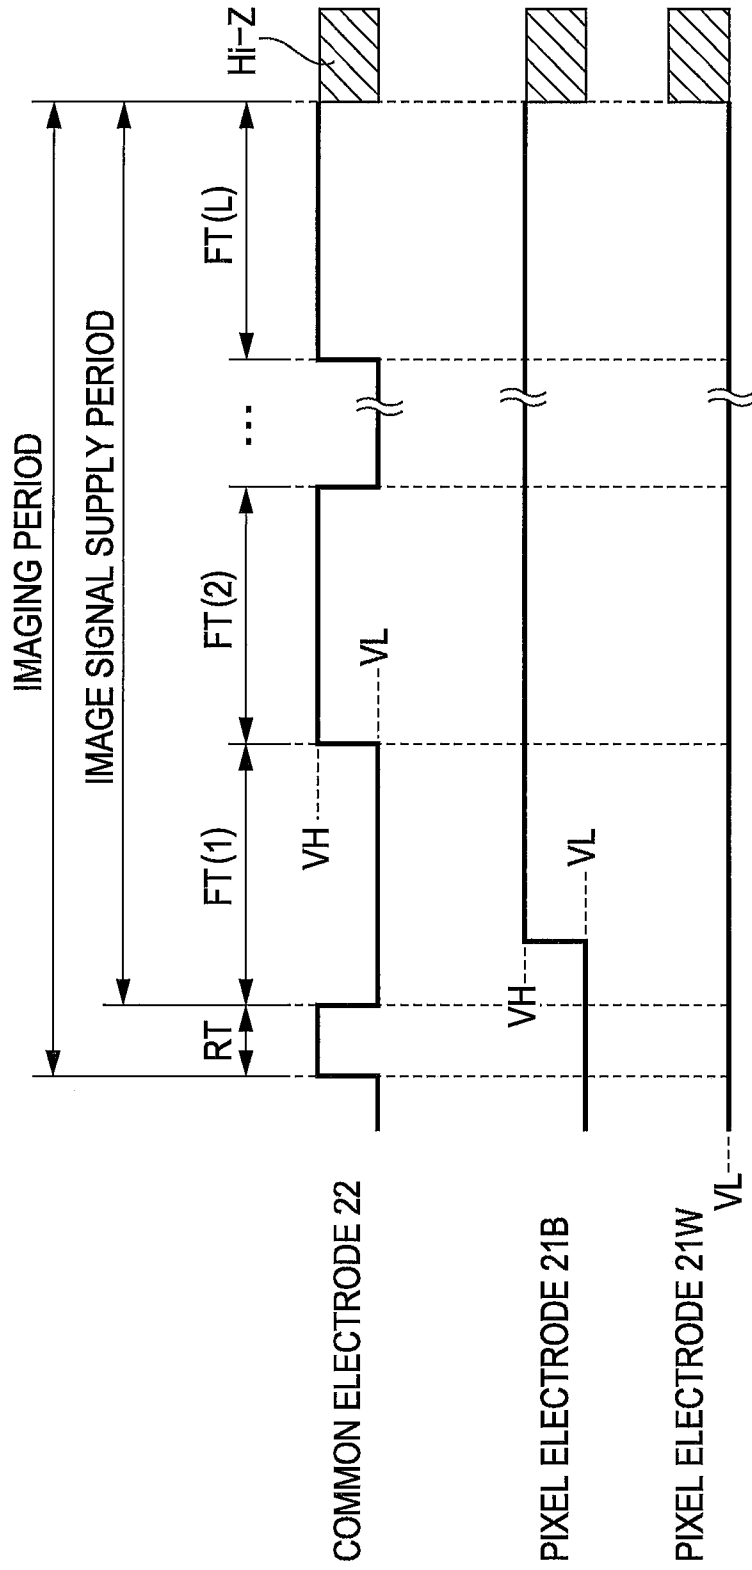 IMAGING PERIOD
IMAGE SIGNAL SUPPLY PERIOD
RT
FT(1)
FT(2)
...
FT(L)
Hi-Z
COMMON ELECTRODE 22
VH
VL
PIXEL ELECTRODE 21B
VH
VL
PIXEL ELECTRODE 21W
VL